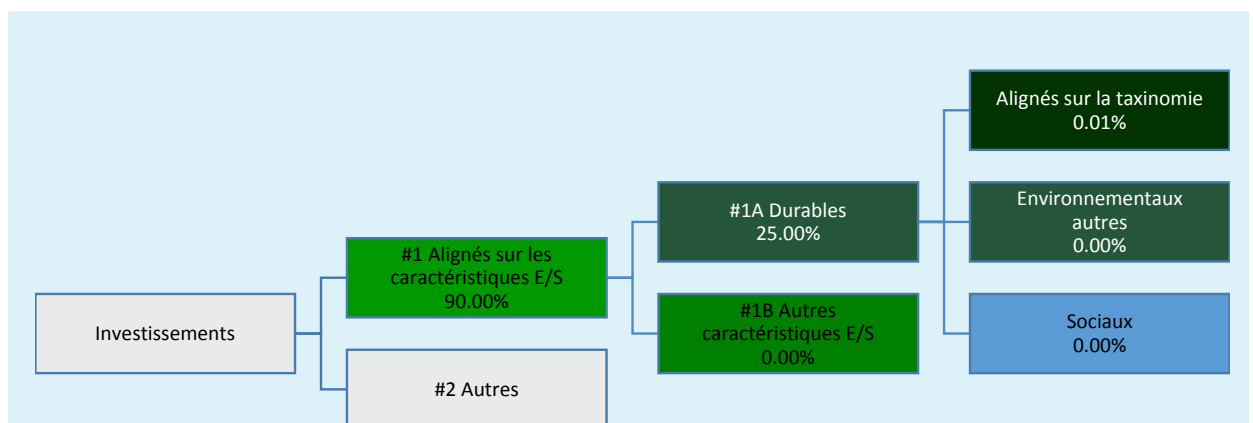 Investissements
#1 Alignés sur les
caractéristiques E/S
90.00%
#2 Autres
#1A Durables
25.00%
#1B Autres
caractéristiques E/S
0.00%
Alignés sur la taxinomie
0.01%
Environnementaux
autres
0.00%
Sociaux
0.00%